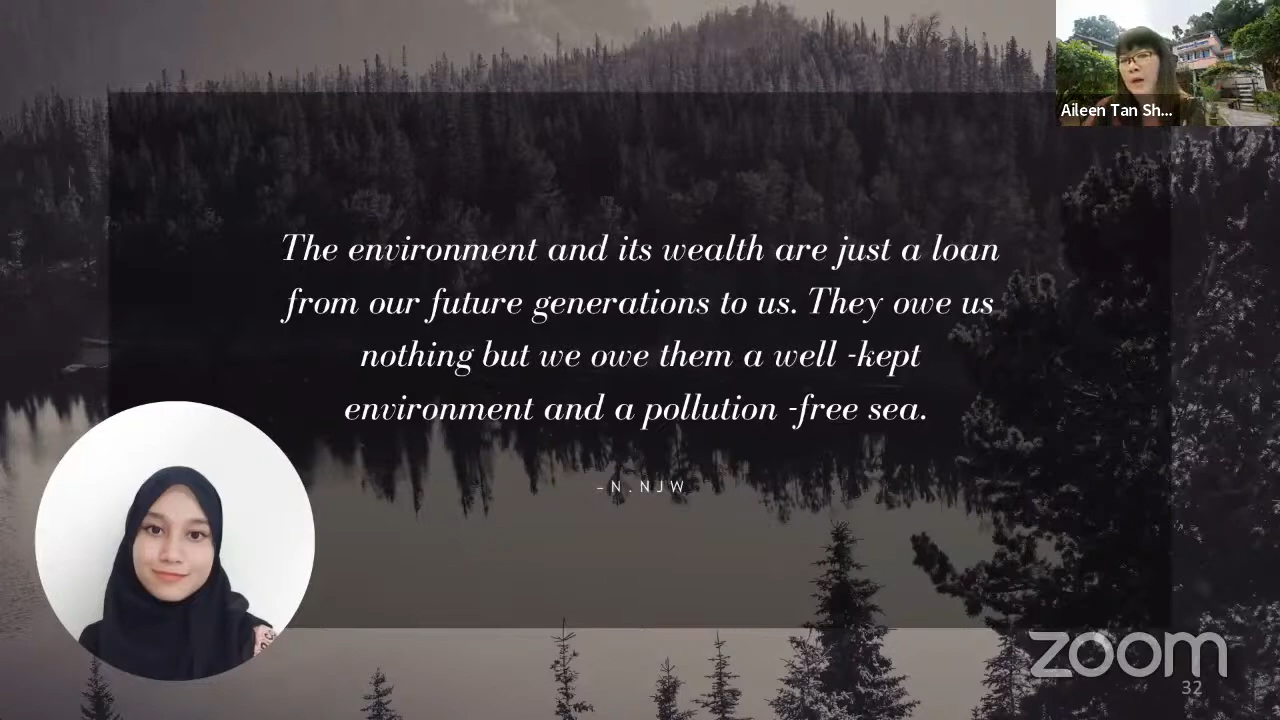 Aileen Tan Sh...
The environment and its wealth are just a loan
from our future generations to us. They owe us
nothing but we owe them a well -kept
environment and a pollution -free sea.
-N.NJW
zoom
32